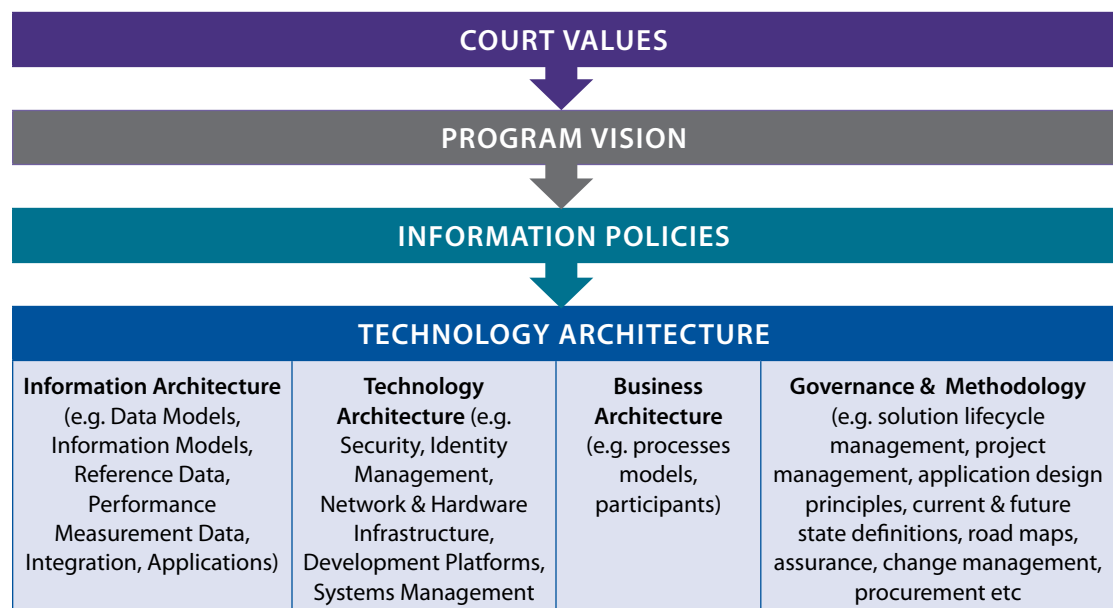 COURT VALUES
PROGRAM VISION
INFORMATION POLICIES
TECHNOLOGY ARCHITECTURE
Information Architecture
(e.g. Data Models,
Information Models,
Reference Data,
Performance
Measurement Data,
Integration, Applications)
Technology
Architecture (e.g.
Security, Identity
Management,
Network & Hardware
Infrastructure,
Development Platforms,
Systems Management
Business
Architecture
(e.g. processes
models,
participants)
Governance & Methodology
(e.g. solution lifecycle
management, project
management, application design
principles, current & future
state definitions, road maps,
assurance, change management,
procurement etc